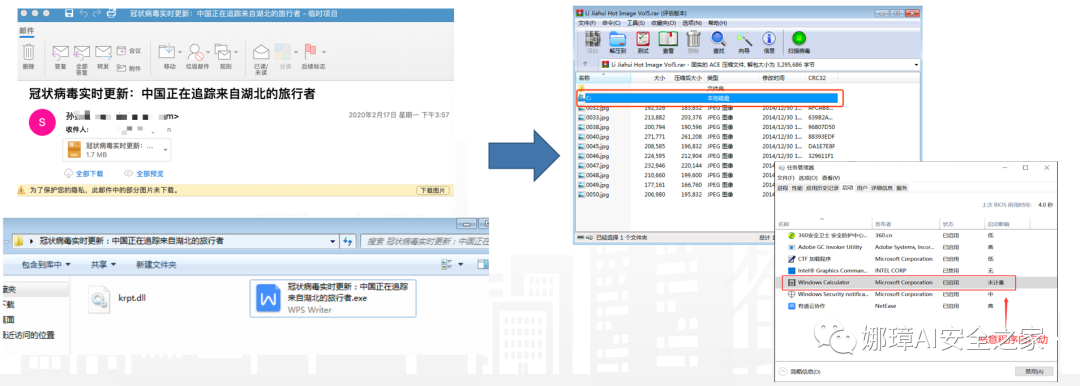 冠状病毒实时更新：中国正在追踪来自湖北的旅行者 - 临时项目
邮件
删除
答复
全部答复
转发
会议
附件
移动
垃圾邮件
规则
已读/未读
分类
后续标志
冠状病毒实时更新：中国正在追踪来自湖北的旅行者
S
孙
m>
2020年2月17日 星期一 下午3:57
收件人:
n
冠状病毒实时更新：...
1.7 MB
全部下载
全部预览
为了保护您的隐私，此邮件中的部分图片未下载。
下载图片
冠状病毒实时更新：中国正在追踪来自湖北的旅行者
搜索 冠状病毒实时更新：中国正在追踪来自湖北的旅行者
包含到库中
共享
新建文件夹
krpt.dll
冠状病毒实时更新：中国正在追踪
来自湖北的旅行者.exe
WPS Writer
最近访问的位置
Li Jiahui Hot Image Vol5.rar (评估版本)
文件(F) 命令(C) 工具(S) 收藏夹(O) 选项(N) 帮助(H)
添加 解压到 测试 查看 删除 查找 向导 信息 扫描病毒
Li Jiahui Hot Image Vol5.rar - 固实的 ACE 压缩文件, 解包大小为 3,295,686 字节
名称 大小 压缩后大小 类型 修改时间 CRC32
文件夹
本地磁盘
0032.jpg 192,526 183,832 JPEG 图像 2014/12/30 1...
0033.jpg 213,882 203,376 JPEG 图像 2014/12/30 1... 639B2A...
0038.jpg 200,794 190,596 JPEG 图像 2014/12/30 1... 96807D50
0040.jpg 271,771 261,208 JPEG 图像 2014/12/30 1... 88393EDF
0045.jpg 208,585 196,832 JPEG 图像 2014/12/30 1... DA1E7E8F
0046.jpg 224,595 212,904 JPEG 图像 2014/12/30 1... 329611F1
0047.jpg 232,946 220,144 JPEG 图像 2014/12/30 1...
0048.jpg 210,660 199,600 JPEG 图像 2014/12/30 1...
0049.jpg 177,161 166,760 JPEG 图像 2014/12/30 1...
0050.jpg 206,980 195,832 JPEG 图像 2014/12/30 1...
已经选择 1 个文件夹
总计 1
任务管理器
文件(F) 选项(O) 查看(V)
进程 性能 应用历史记录 启动 用户 详细信息 服务
上次 BIOS 所用时间: 4.0 秒
名称 发布者 状态 启动影响
360安全卫士 安全防护中心... 360.cn 已启用 低
Adobe GC Invoker Utility Adobe Systems, Incor... 已启用 高
CTF 加载程序 Microsoft Corporation 已启用 低
Intel® Graphics Comman... INTEL CORP 已启用 无
Windows Calculator Microsoft Corporation 已启用 未计量
Windows Security notifica... Microsoft Corporation 已启用 中
有道云协作 NetEase 已启用 高
娜璋AI安全之家
简略信息(D)
禁用(A)